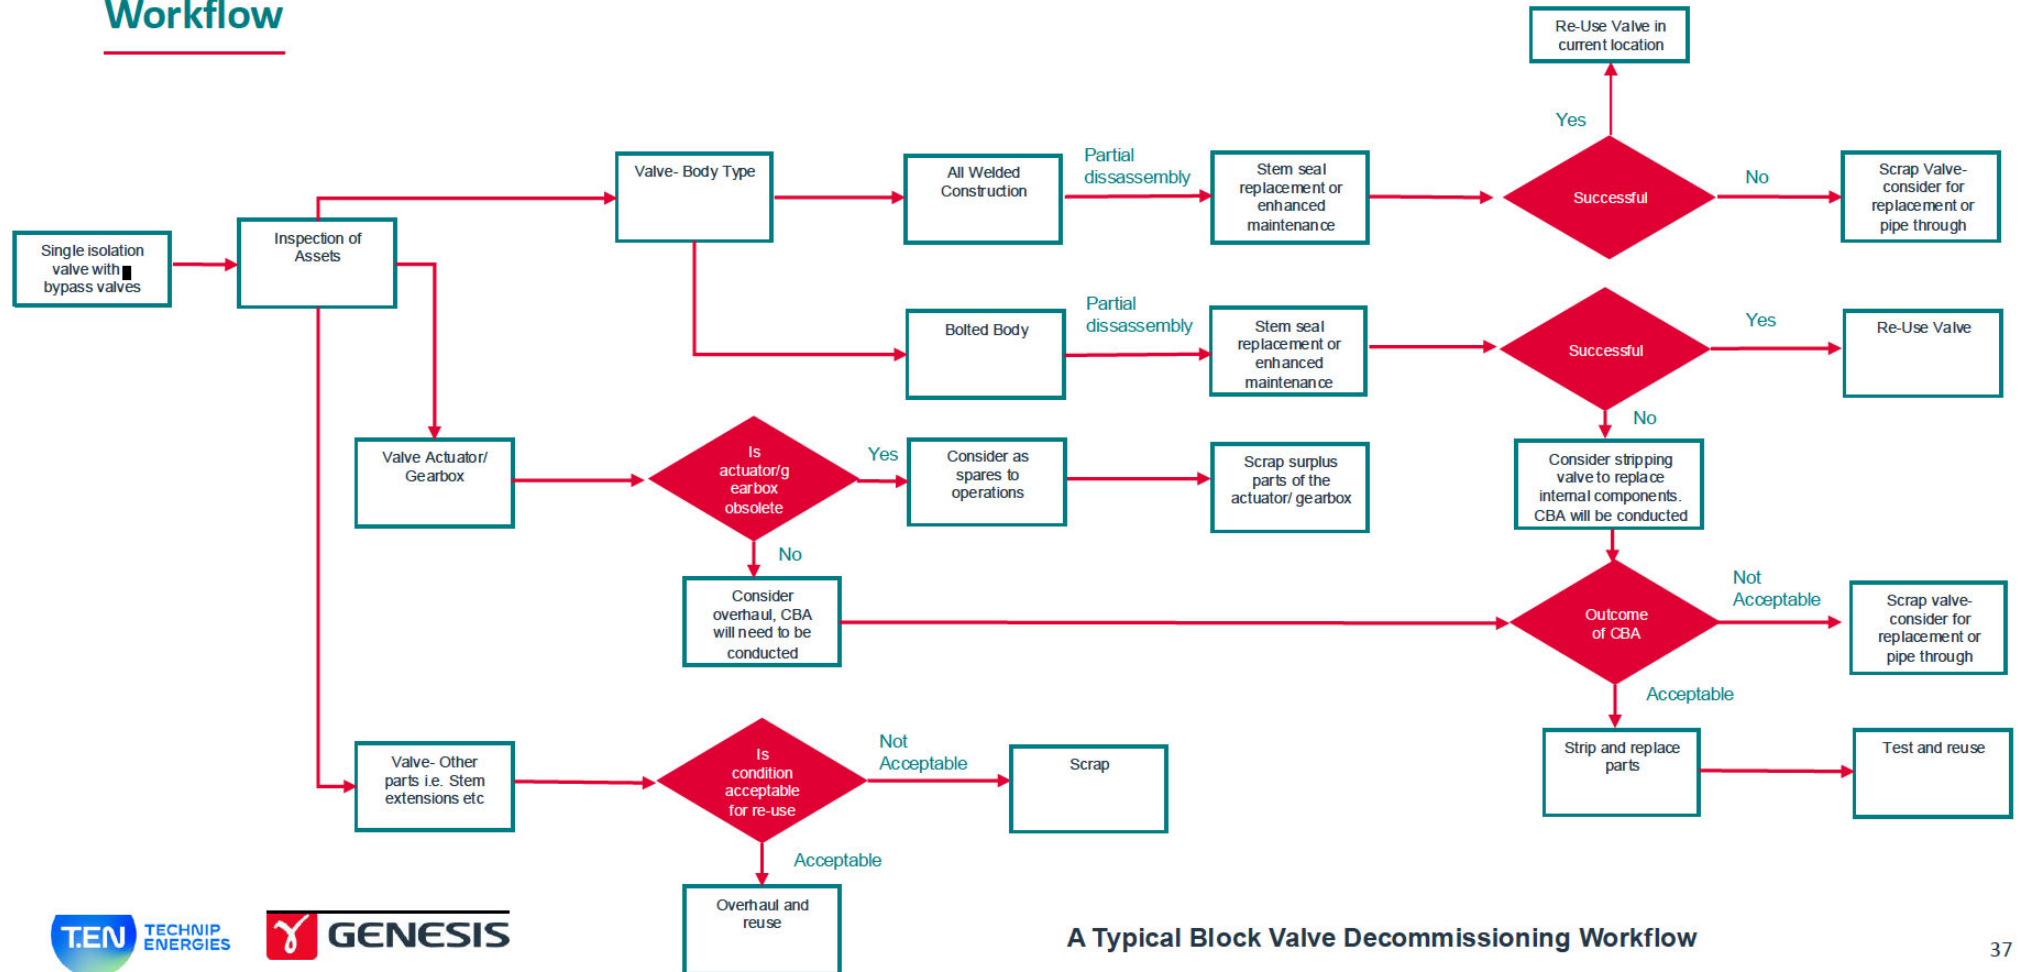 Workflow
Re-Use Valve in
current location
Yes
Valve- Body Type
All Welded
Construction
Partial
dissassembly
Stem seal
replacement or
enhanced
maintenance
Successful
No
Scrap Valve-
consider for
replacement or
pipe through
Single isolation
valve with
bypass valves
Inspection of
Assets
Bolted Body
Partial
dissassembly
Stem seal
replacement or
enhanced
maintenance
Successful
Yes
Re-Use Valve
No
Valve Actuator/
Gearbox
Is
actuator/g
earbox
obsolete
Yes
Consider as
spares to
operations
Scrap surplus
parts of the
actuator/ gearbox
Consider stripping
valve to replace
internal components.
CBA will be conducted
No
Consider
overhaul, CBA
will need to be
conducted
Outcome
of CBA
Not
Acceptable
Scrap valve-
consider for
replacement or
pipe through
Acceptable
Valve- Other
parts i.e. Stem
extensions etc
Is
condition
acceptable
for re-use
Not
Acceptable
Scrap
Strip and replace
parts
Test and reuse
Acceptable
Overhaul and
reuse
T.EN
TECHNIP
ENERGIES
GENESIS
A Typical Block Valve Decommissioning Workflow
37